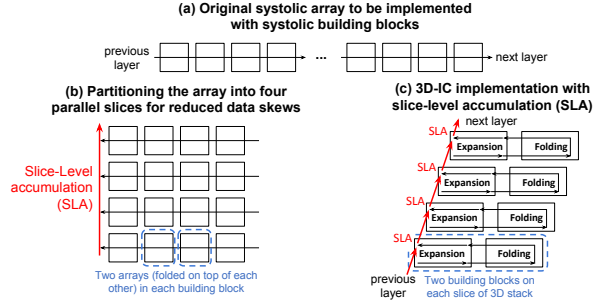 (a) Original systolic array to be implemented
with systolic building blocks
previous
layer
...
next layer
(b) Partitioning the array into four
parallel slices for reduced data skews
Slice-Level
accumulation
(SLA)
Two arrays (folded on top of each
other) in each building block
(c) 3D-IC implementation with
slice-level accumulation (SLA)
next layer
SLA
Expansion Folding
SLA
Expansion Folding
SLA
Expansion Folding
SLA
Expansion Folding
previous
layer
Two building blocks on
each slice of 3D stack